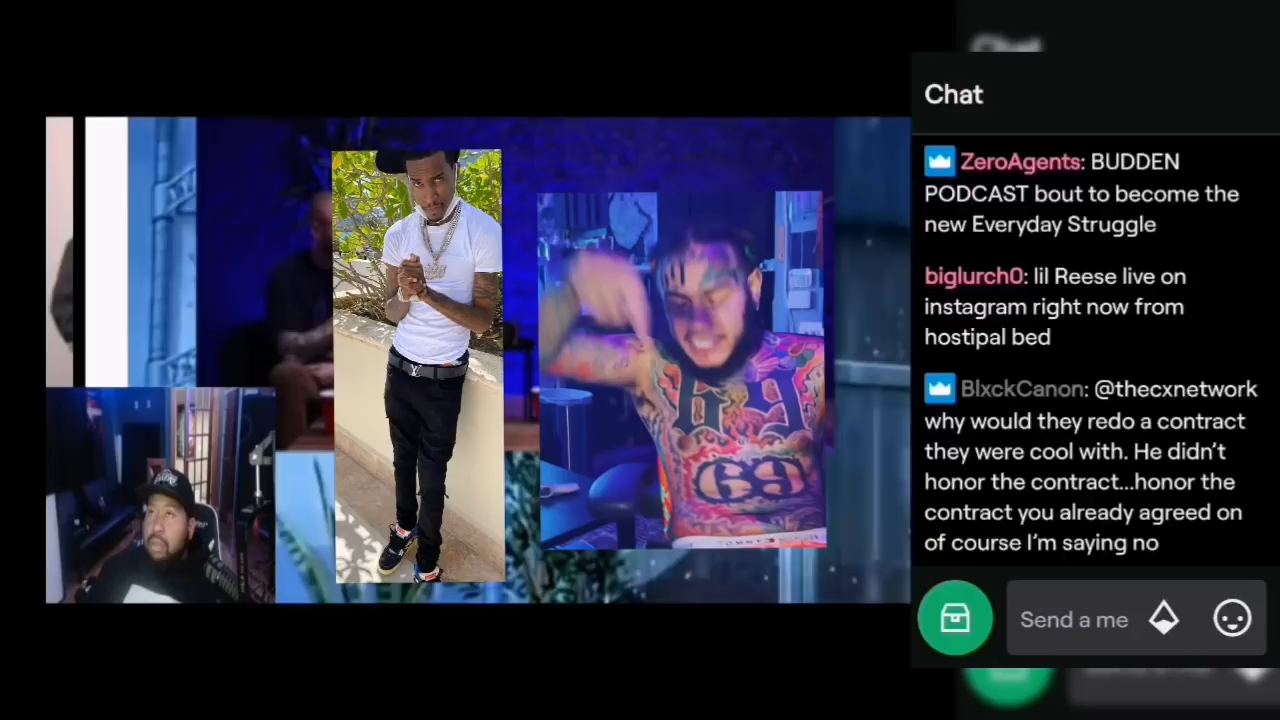 Chat
ZeroAgents: BUDDEN
PODCAST bout to become the
new Everyday Struggle
biglurch0: lil Reese live on
instagram right now from
hostipal bed
BlxckCanon: @thecxnetwork
why would they redo a contract
they were cool with. He didn't
honor the contract...honor the
contract you already agreed on
of course I'm saying no
Send a me
69
69
LV